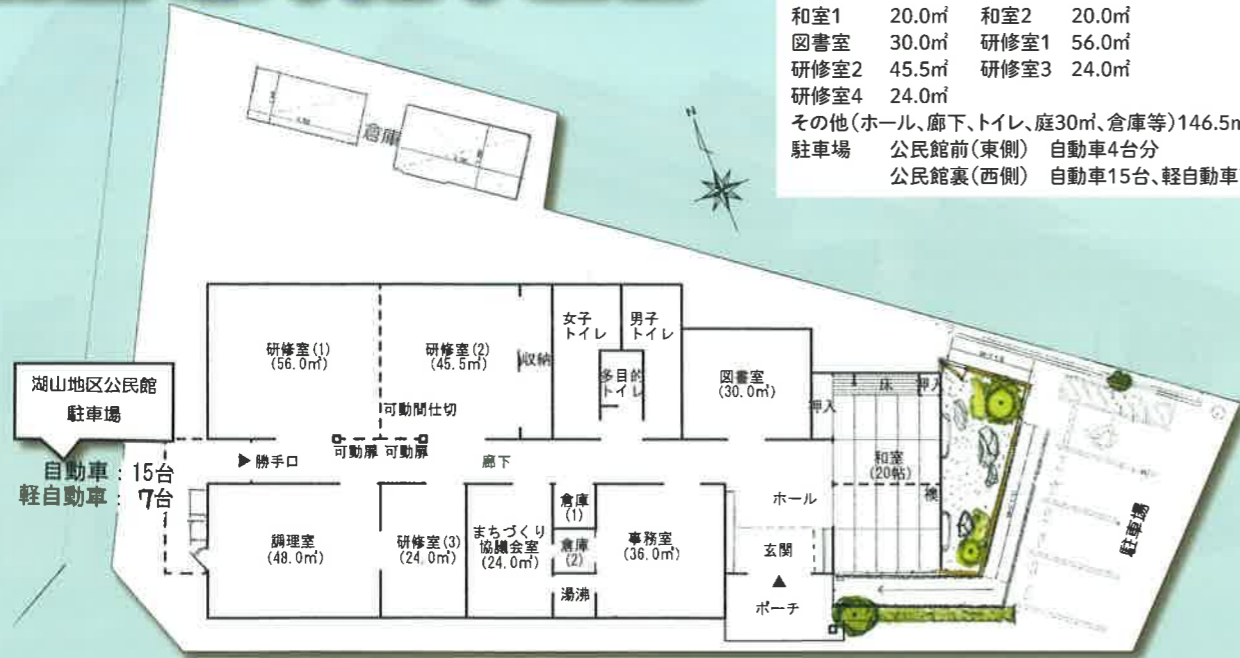 和室1 20.0㎡ 和室2 20.0㎡
図書室 30.0㎡ 研修室1 56.0㎡
研修室2 45.5㎡ 研修室3 24.0㎡
研修室4 24.0㎡
その他(ホール、廊下、トイレ、庭30㎡、倉庫等)146.5㎡
駐車場 公民館前(東側) 自動車4台分
公民館裏(西側) 自動車15台、軽自動車
N
倉庫
研修室(1)
(56.0㎡)
研修室(2)
(45.5㎡)
収納
女子
トイレ
男子
トイレ
多目的
トイレ
図書室
(30.0㎡)
押入
床
押入
和室
(20帖)
襖
可動間仕切
可動扉 可動扉
湖山地区公民館
駐車場
自動車:15台
軽自動車:7台
▶勝手口
廊下
ホール
調理室
(48.0㎡)
研修室(3)
(24.0㎡)
まちづくり
協議会室
(24.0㎡)
倉庫
(1)
倉庫
(2)
湯沸
事務室
(36.0㎡)
玄関
▲
ポーチ
駐車場